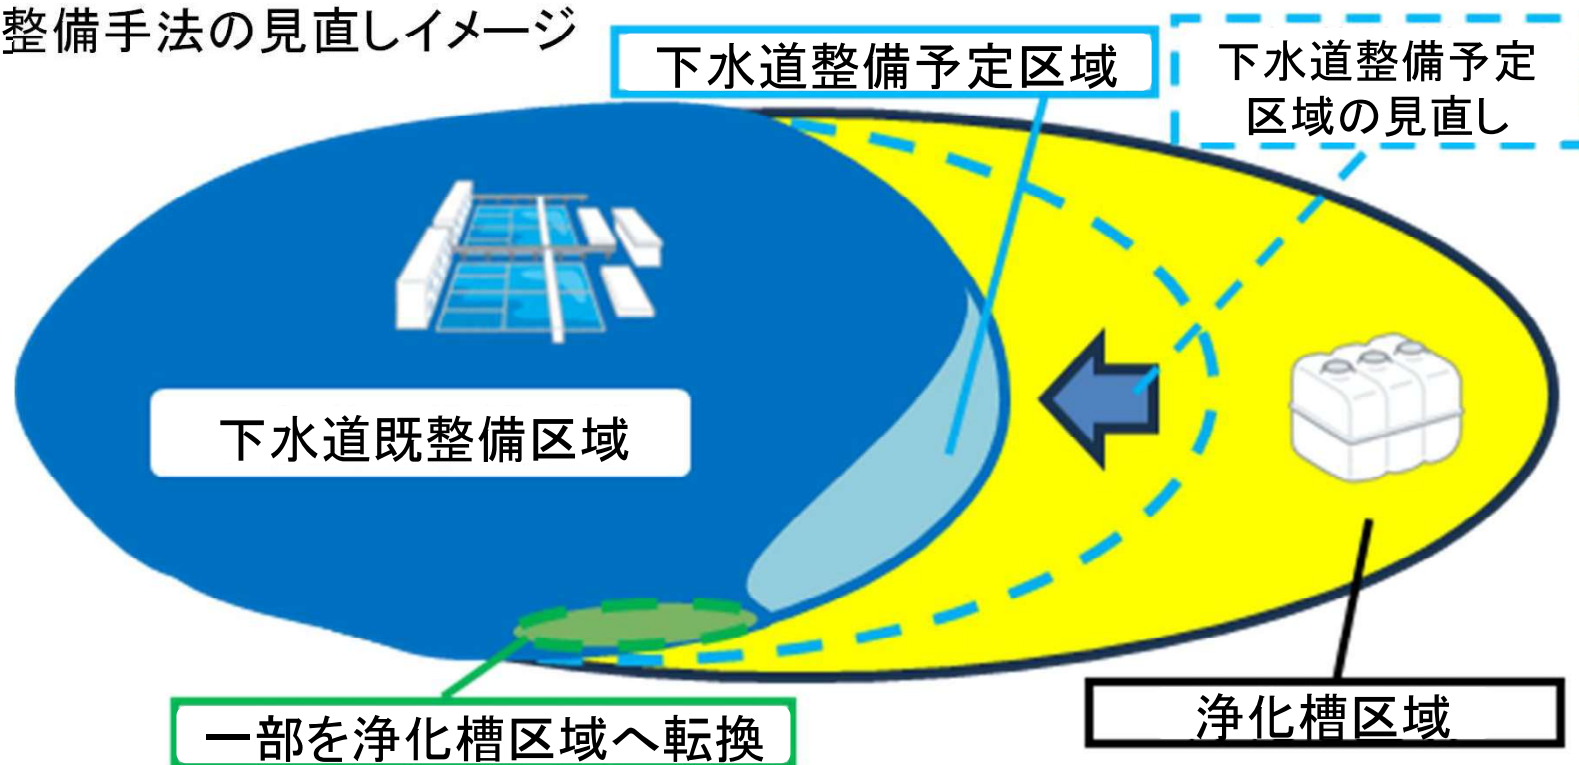 整備手法の見直しイメージ
下水道整備予定区域
下水道整備予定
区域の見直し
下水道既整備区域
一部を浄化槽区域へ転換
浄化槽区域